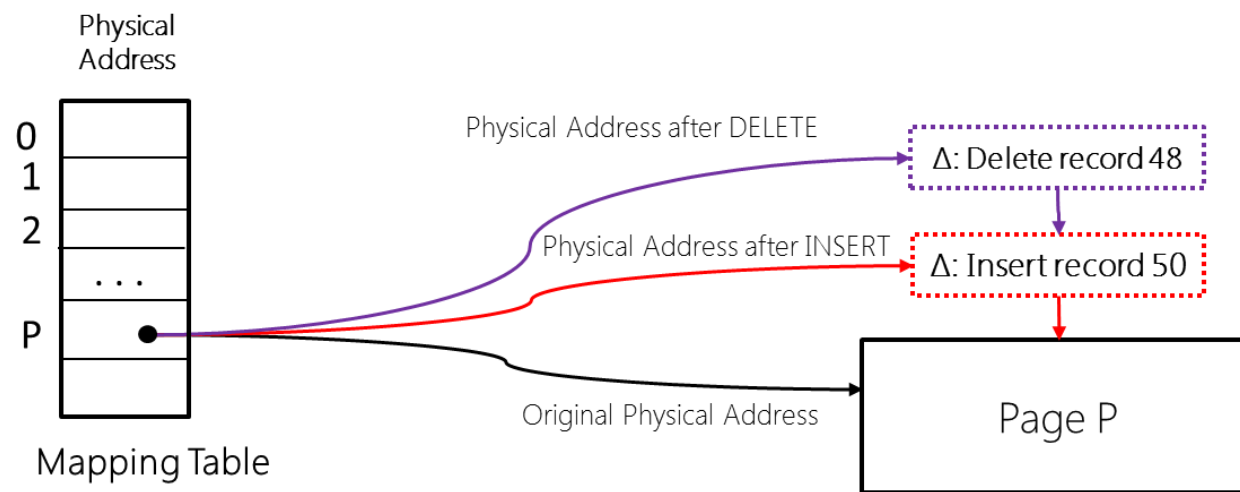 Physical
Address
0
1
2
...
P
Mapping Table
Physical Address after DELETE
Physical Address after INSERT
Original Physical Address
Δ: Delete record 48
Δ: Insert record 50
Page P